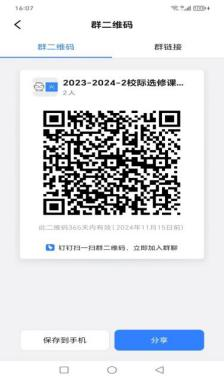 16:07
群二维码
群二维码 群链接
2023-2024-2校际选修课...
2人
此二维码365天内有效(2024年11月15日前)
钉钉扫一扫群二维码，立即加入群聊
保存到手机 分享